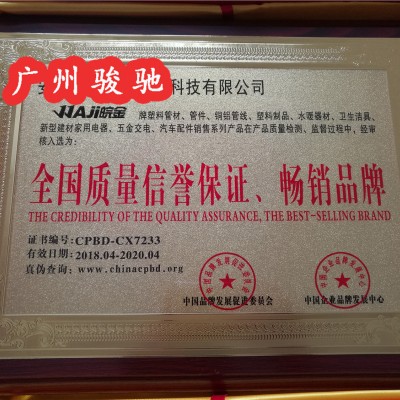 广州骏驰
科技有限公司
HAJi皖金 牌塑料管材、管件、铜铝管线、塑料制品、水暖器材、卫生洁具、
新型建材家用电器、五金交电、汽车配件销售系列产品在产品质量检测、监督过程中，经审
核入选为：
全国质量信誉保证、畅销品牌
THE CREDIBILITY OF THE QUALITY ASSURANCE, THE BEST-SELLING BRAND
证书编号：CPBD-CX7233
有效日期：2018.04-2020.04
真伪查询：www.chinacpbd.org
中国品牌发展促进委员会 中国企业品牌发展中心